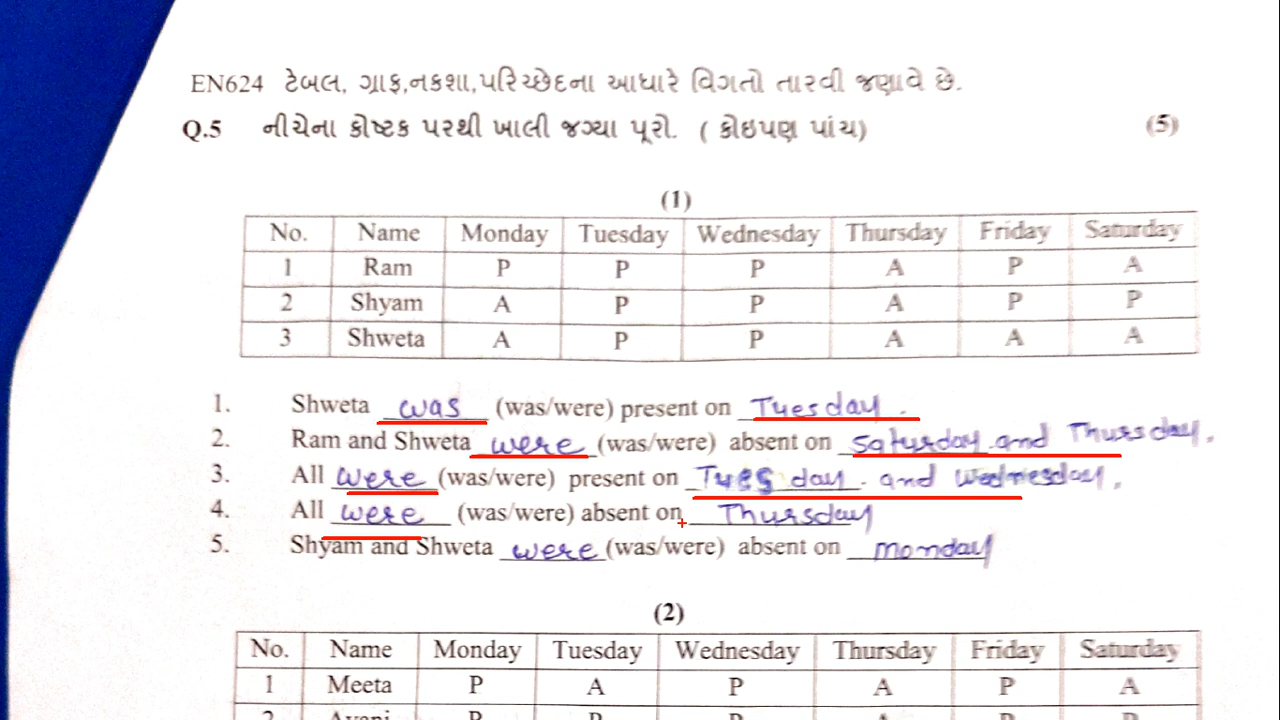 EN624 ટેબલ, ગ્રાફ,નકશા,પરિચ્છેદના આધારે વિગતો તારવી જણાવે છે.
Q.5 નીચેના કોષ્ટક પરથી ખાલી જગ્યા પૂરો. ( કોઇપણ પાંચ) (5)
(1)
No. Name Monday Tuesday Wednesday Thursday Friday Saturday
1 Ram P P P A P A
2 Shyam A P P A P P
3 Shweta A P P A A A
1. Shweta was (was/were) present on Tuesday.
2. Ram and Shweta were (was/were) absent on saturday and Thursday.
3. All were (was/were) present on Tuesday. and Wednesday.
4. All were (was/were) absent on Thursday
5. Shyam and Shweta were (was/were) absent on monday
(2)
No. Name Monday Tuesday Wednesday Thursday Friday Saturday
1 Meeta P A P A P A